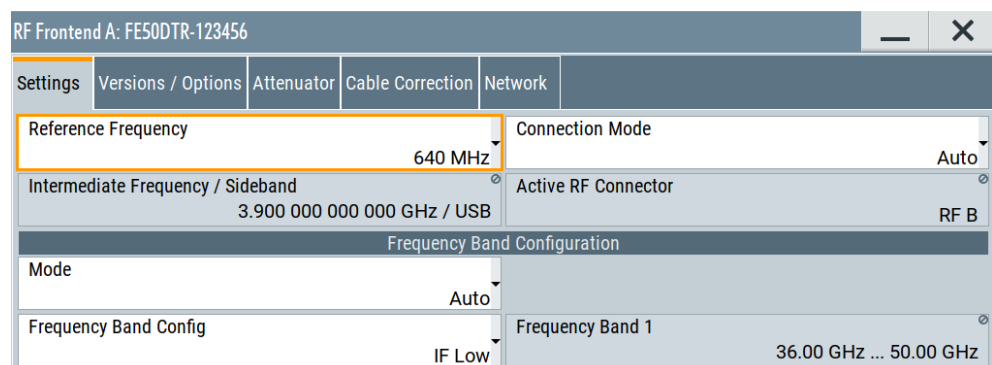 RF Frontend A: FE50DTR-123456
Settings Versions / Options Attenuator Cable Correction Network
Reference Frequency
640 MHz
Connection Mode
Auto
Intermediate Frequency / Sideband
3.900 000 000 000 GHz / USB
Active RF Connector
RF B
Frequency Band Configuration
Mode
Auto
Frequency Band Config
IF Low
Frequency Band 1
36.00 GHz ... 50.00 GHz